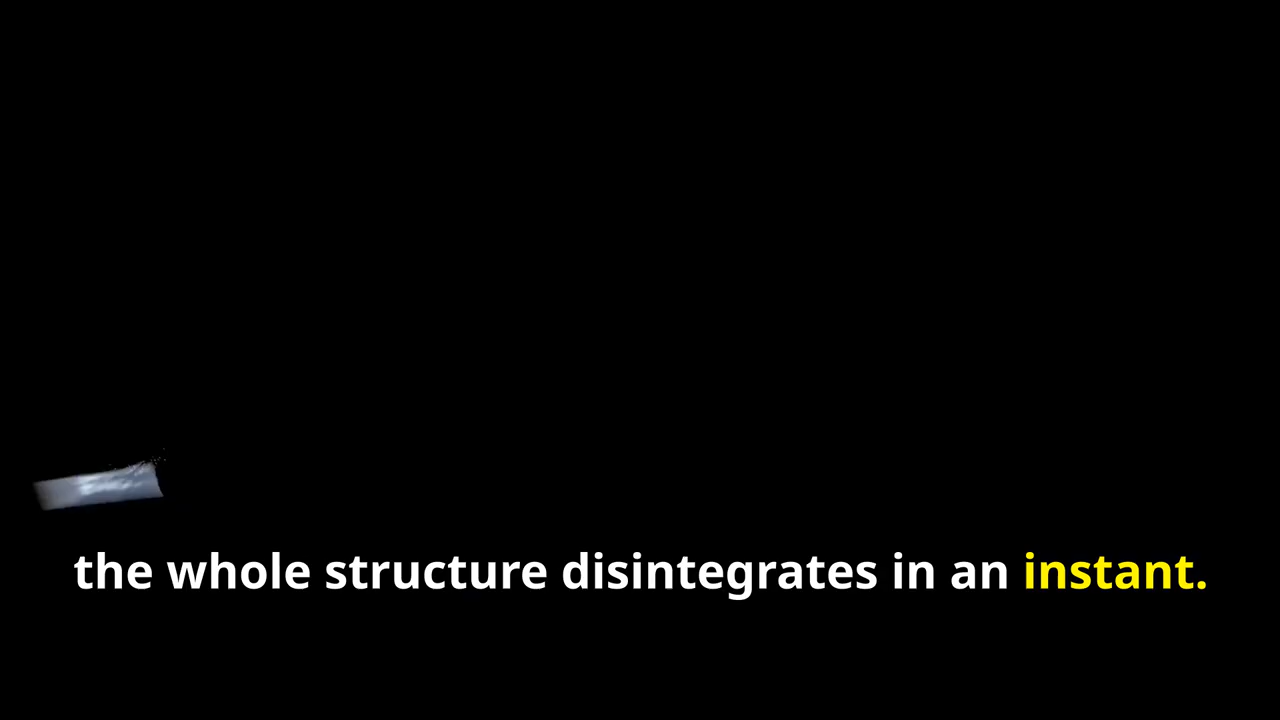 the whole structure disintegrates in an instant.